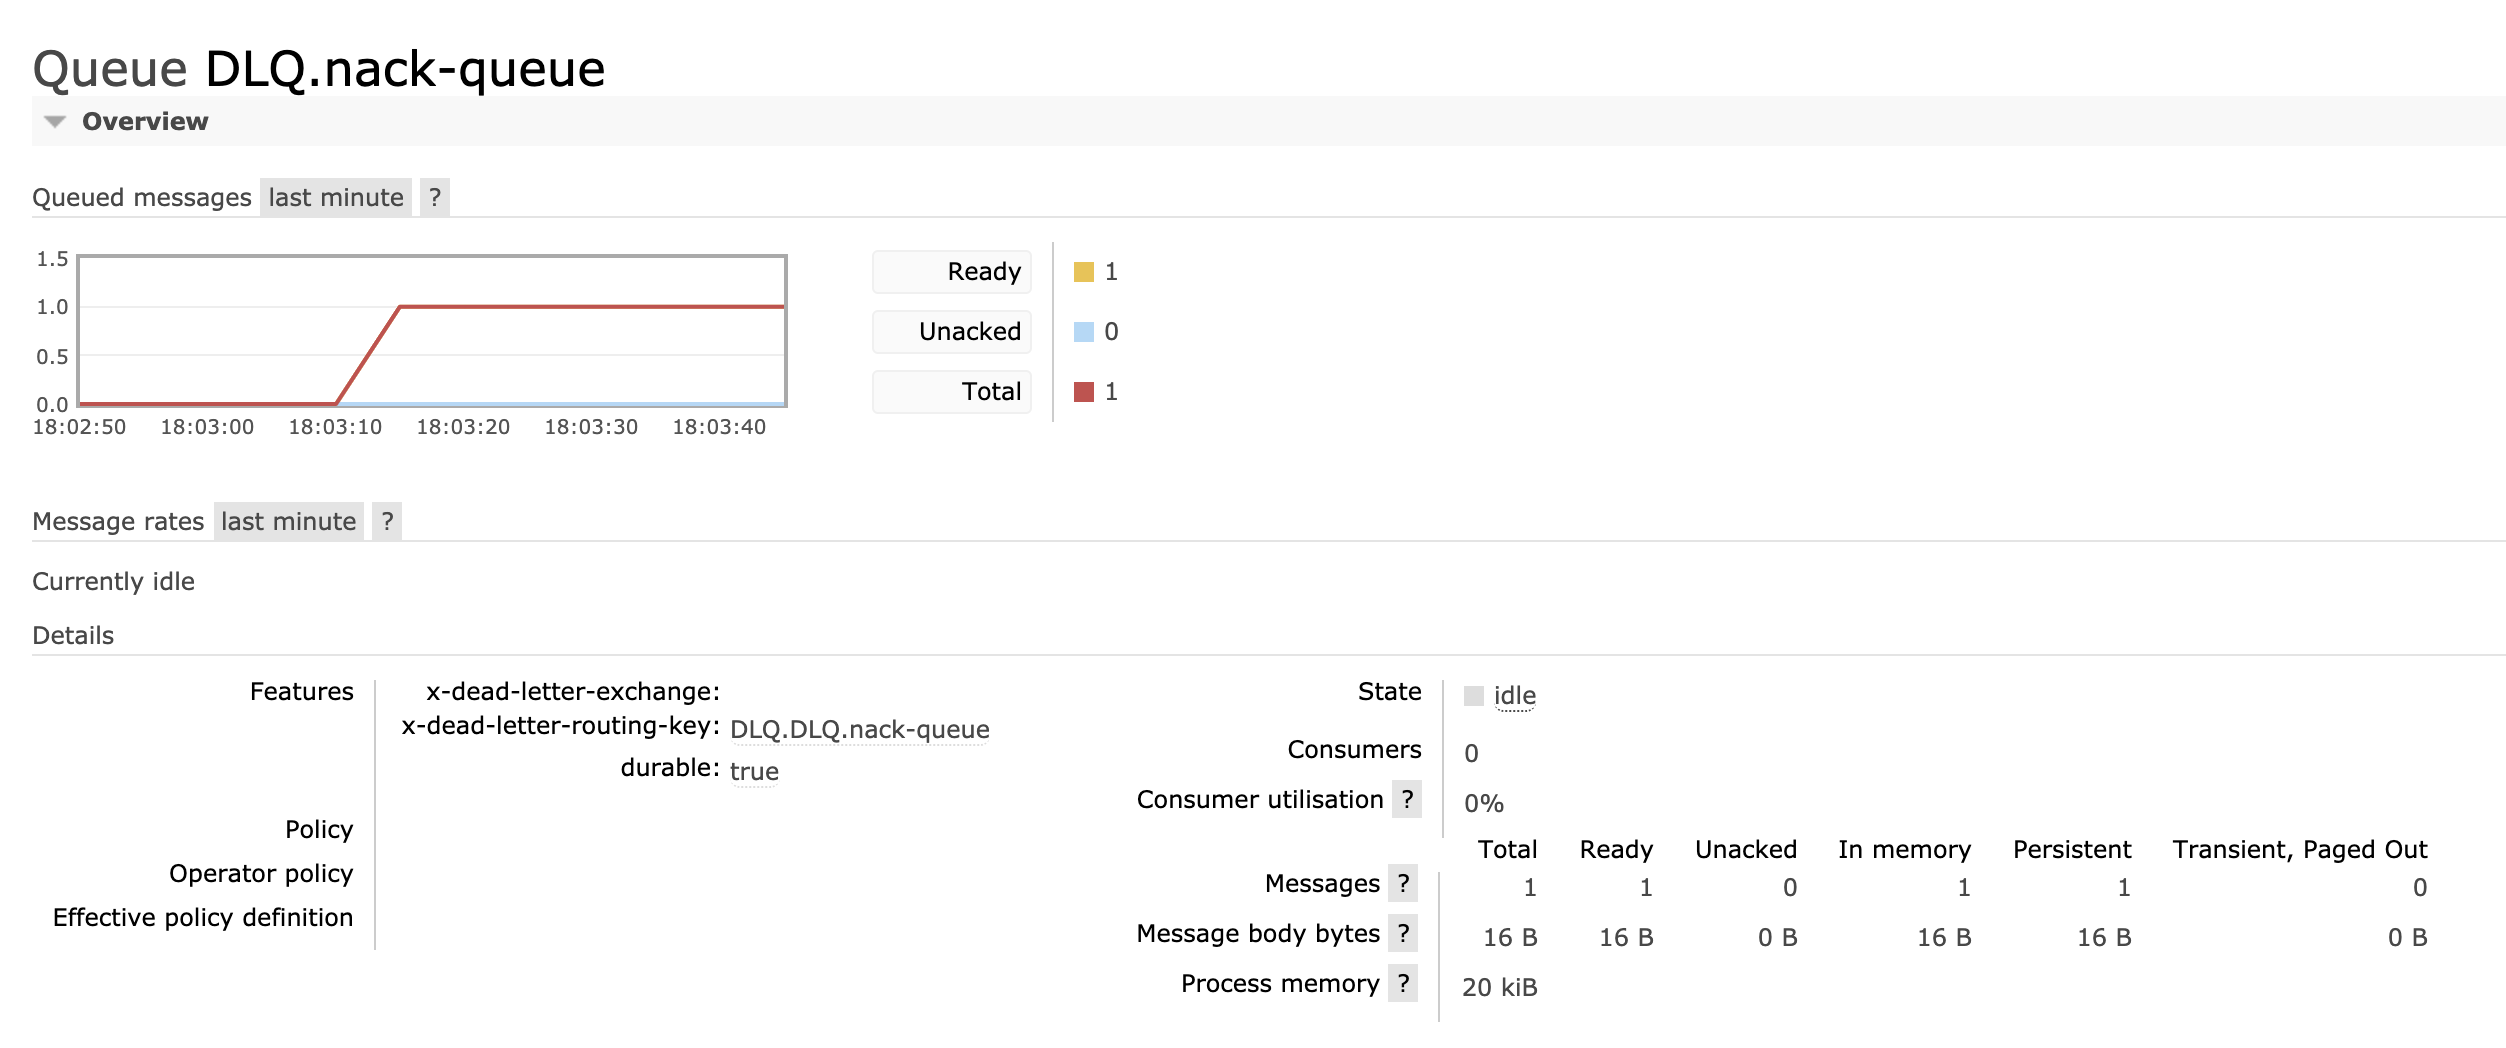 Queue DLQ.nack-queue
Overview
Queued messages last minute ?
1.5
1.0
0.5
0.0
18:02:50 18:03:00 18:03:10 18:03:20 18:03:30 18:03:40
Ready 1
Unacked 0
Total 1
Message rates last minute ?
Currently idle
Details
Features
x-dead-letter-exchange:
x-dead-letter-routing-key: DLQ.DLQ.nack-queue
durable: true
Policy
Operator policy
Effective policy definition
State idle
Consumers 0
Consumer utilisation ? 0%
Total Ready Unacked In memory Persistent Transient, Paged Out
Messages ? 1 1 0 1 1 0
Message body bytes ? 16 B 16 B 0 B 16 B 16 B 0 B
Process memory ? 20 kiB